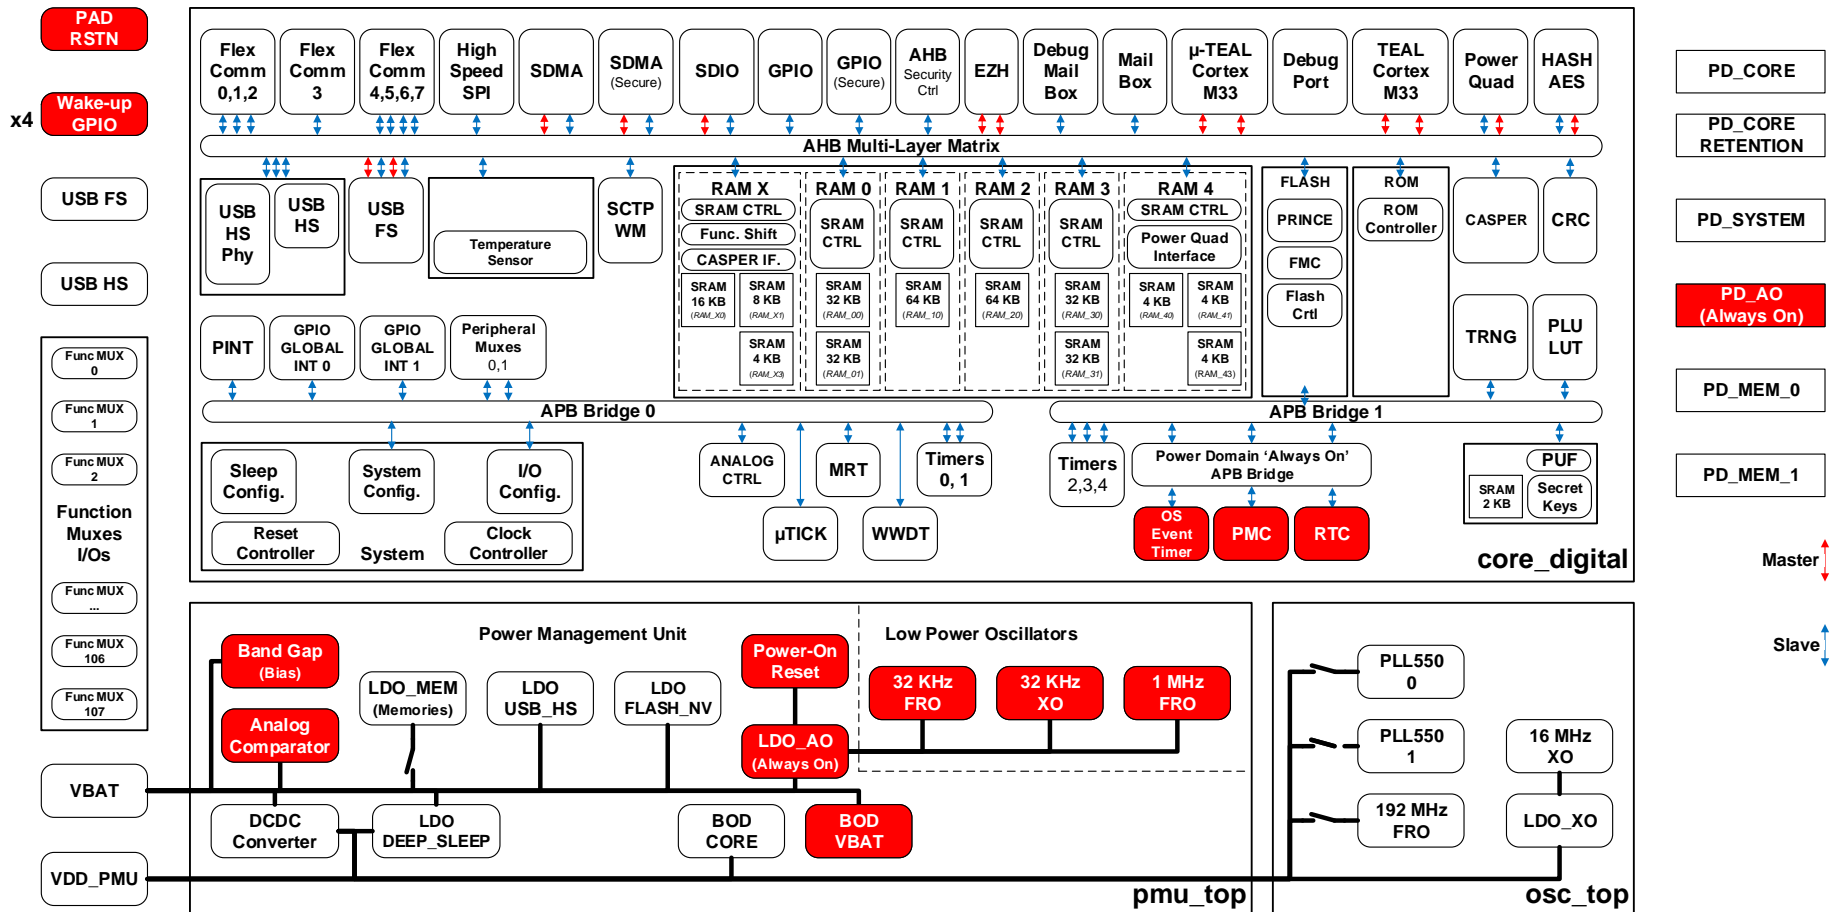 PAD
RSTN
x4
Wake-up
GPIO
USB FS
USB HS
Func MUX
0
Func MUX
1
Func MUX
2
Function
Muxes
I/Os
Func MUX
...
Func MUX
106
Func MUX
107
VBAT
VDD_PMU
Flex
Comm
0,1,2
Flex
Comm
3
Flex
Comm
4,5,6,7
High
Speed
SPI
SDMA
SDMA
(Secure)
SDIO
GPIO
GPIO
(Secure)
AHB
Security
Ctrl
EZH
Debug
Mail
Box
Mail
Box
µ-TEAL
Cortex
M33
Debug
Port
TEAL
Cortex
M33
Power
Quad
HASH
AES
AHB Multi-Layer Matrix
USB
HS
Phy
USB
HS
USB
FS
Temperature
Sensor
SCTP
WM
RAM X
SRAM CTRL
Func. Shift
CASPER IF.
SRAM
16 KB
(RAM_X0)
SRAM
8 KB
(RAM_X1)
SRAM
4 KB
(RAM_X3)
RAM 0
SRAM
CTRL
SRAM
32 KB
(RAM_00)
SRAM
32 KB
(RAM_01)
RAM 1
SRAM
CTRL
SRAM
64 KB
(RAM_10)
RAM 2
SRAM
CTRL
SRAM
64 KB
(RAM_20)
RAM 3
SRAM
CTRL
SRAM
32 KB
(RAM_30)
SRAM
32 KB
(RAM_31)
RAM 4
SRAM CTRL
Power Quad
Interface
SRAM
4 KB
(RAM_40)
SRAM
4 KB
(RAM_41)
SRAM
4 KB
(RAM_43)
FLASH
PRINCE
FMC
Flash
Crtl
ROM
ROM
Controller
CASPER
CRC
PINT
GPIO
GLOBAL
INT 0
GPIO
GLOBAL
INT 1
Peripheral
Muxes
0,1
TRNG
PLU
LUT
APB Bridge 0
APB Bridge 1
Sleep
Config.
System
Config.
I/O
Config.
Reset
Controller
System
Clock
Controller
ANALOG
CTRL
µTICK
MRT
WWDT
Timers
0, 1
Timers
2,3,4
Power Domain ‘Always On’
APB Bridge
OS
Event
Timer
PMC
RTC
PUF
SRAM
2 KB
Secret
Keys
core_digital
Power Management Unit
Low Power Oscillators
Band Gap
(Bias)
Analog
Comparator
LDO_MEM
(Memories)
LDO
USB_HS
LDO
FLASH_NV
Power-On
Reset
LDO_AO
(Always On)
32 KHz
FRO
32 KHz
XO
1 MHz
FRO
DCDC
Converter
LDO
DEEP_SLEEP
BOD
CORE
BOD
VBAT
pmu_top
PLL550
0
PLL550
1
192 MHz
FRO
16 MHz
XO
LDO_XO
osc_top
PD_CORE
PD_CORE
RETENTION
PD_SYSTEM
PD_AO
(Always On)
PD_MEM_0
PD_MEM_1
Master
Slave